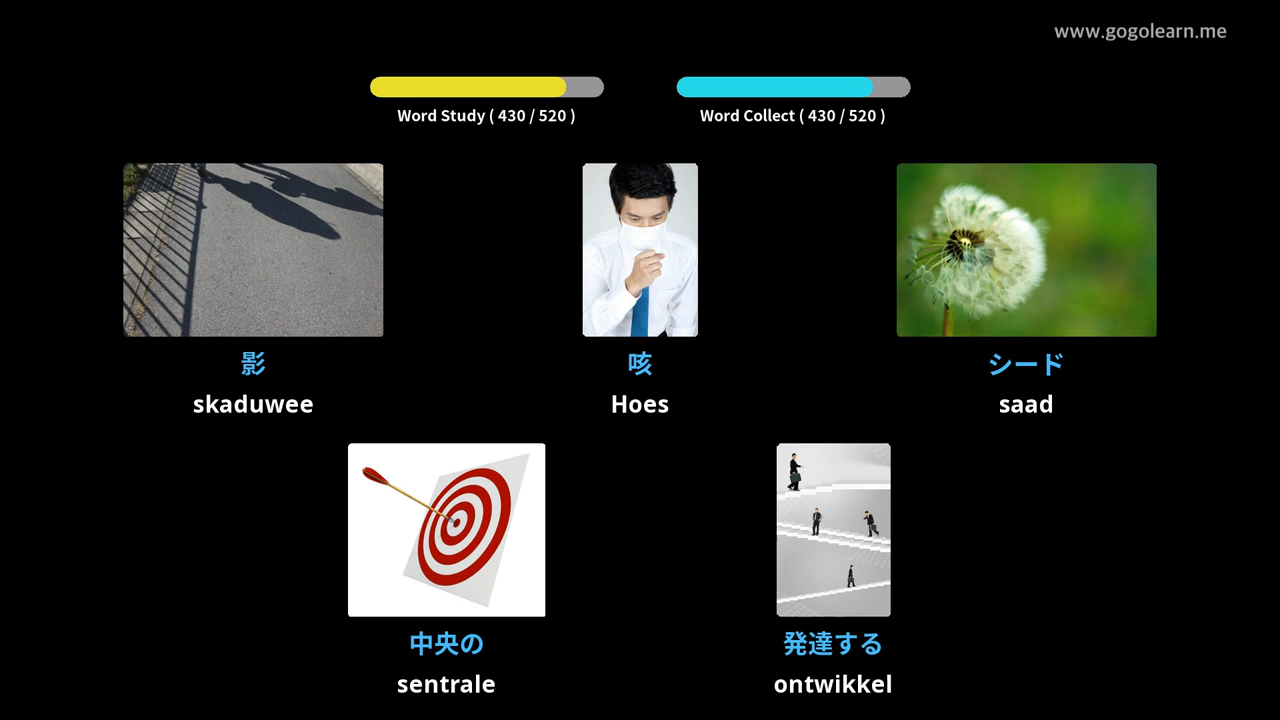 www.gogolearn.me
Word Study ( 430 / 520 )
Word Collect ( 430 / 520 )
影
skaduwee
咳
Hoes
シード
saad
中央の
sentrale
発達する
ontwikkel